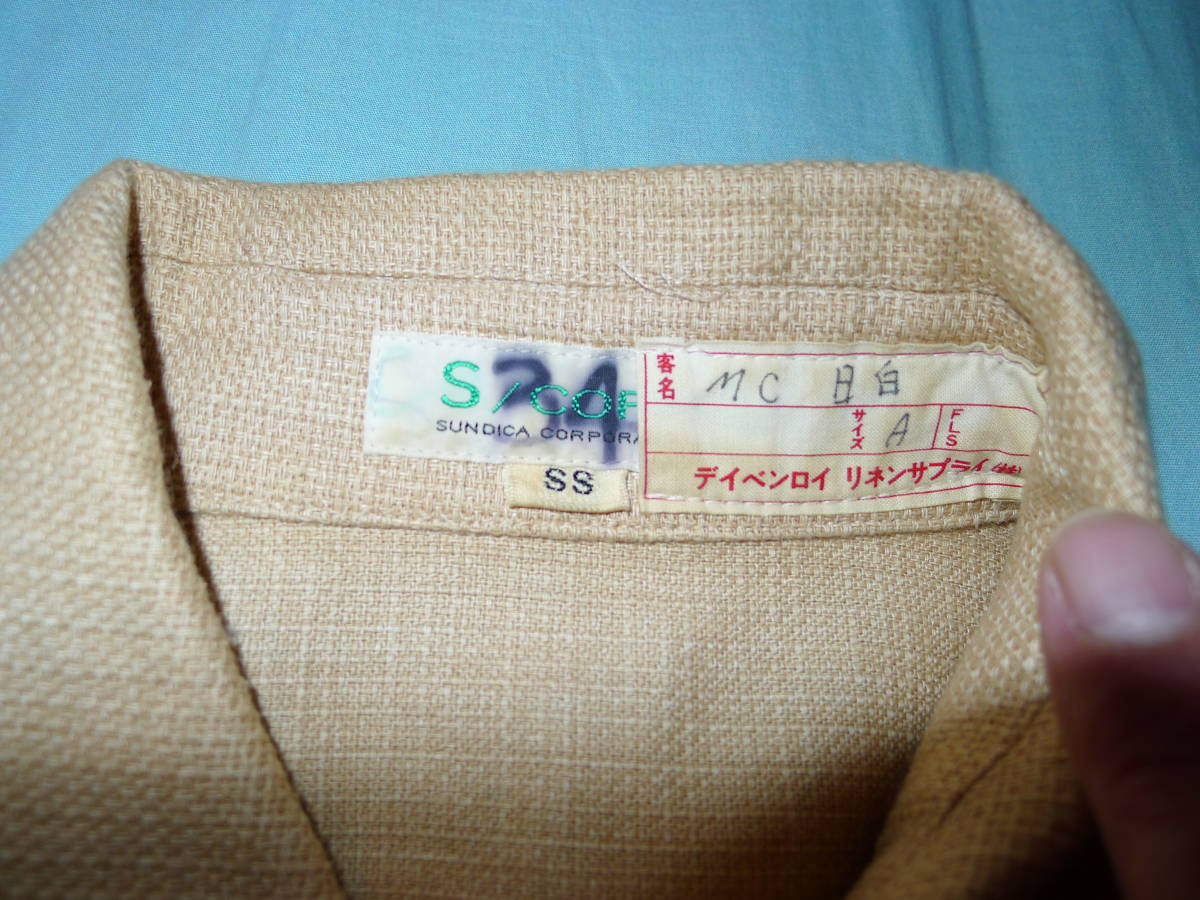 S/COR
24
SUNDICA CORPORA
SS
客名 MC 目白
サイズ A FLS
デイベンロイ リネンサプライ(株)